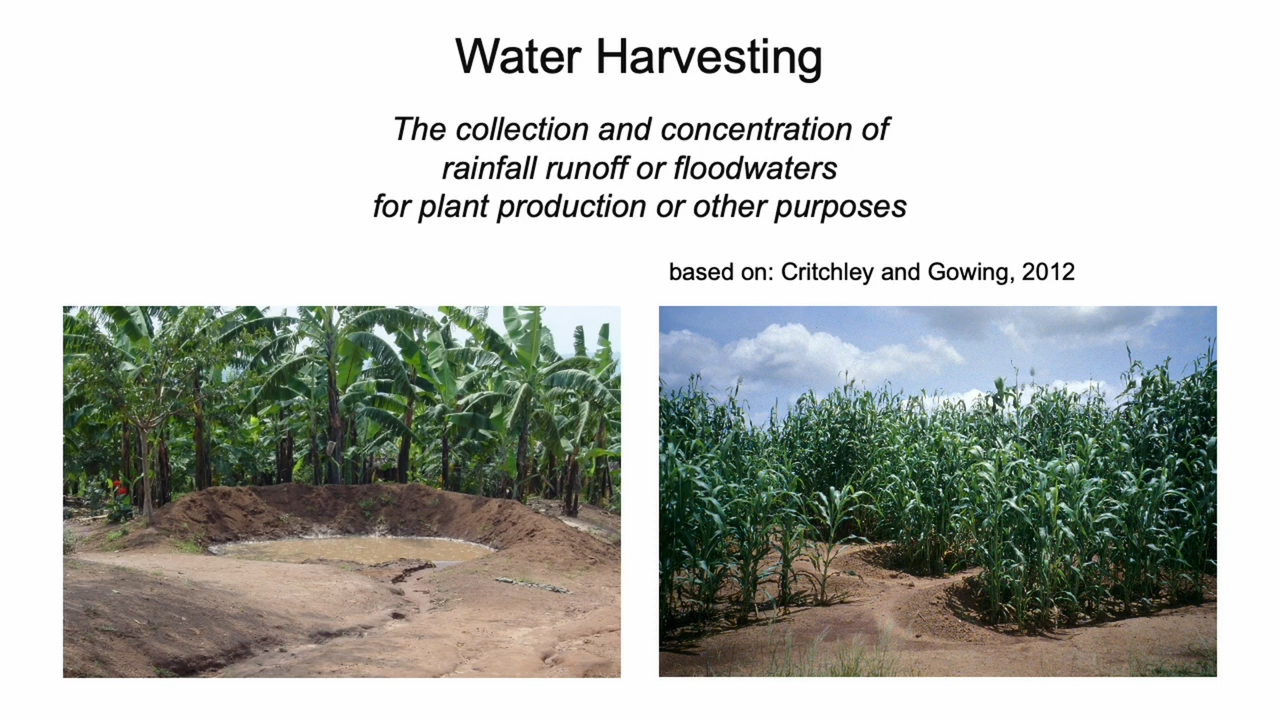 Water Harvesting
The collection and concentration of
rainfall runoff or floodwaters
for plant production or other purposes
based on: Critchley and Gowing, 2012